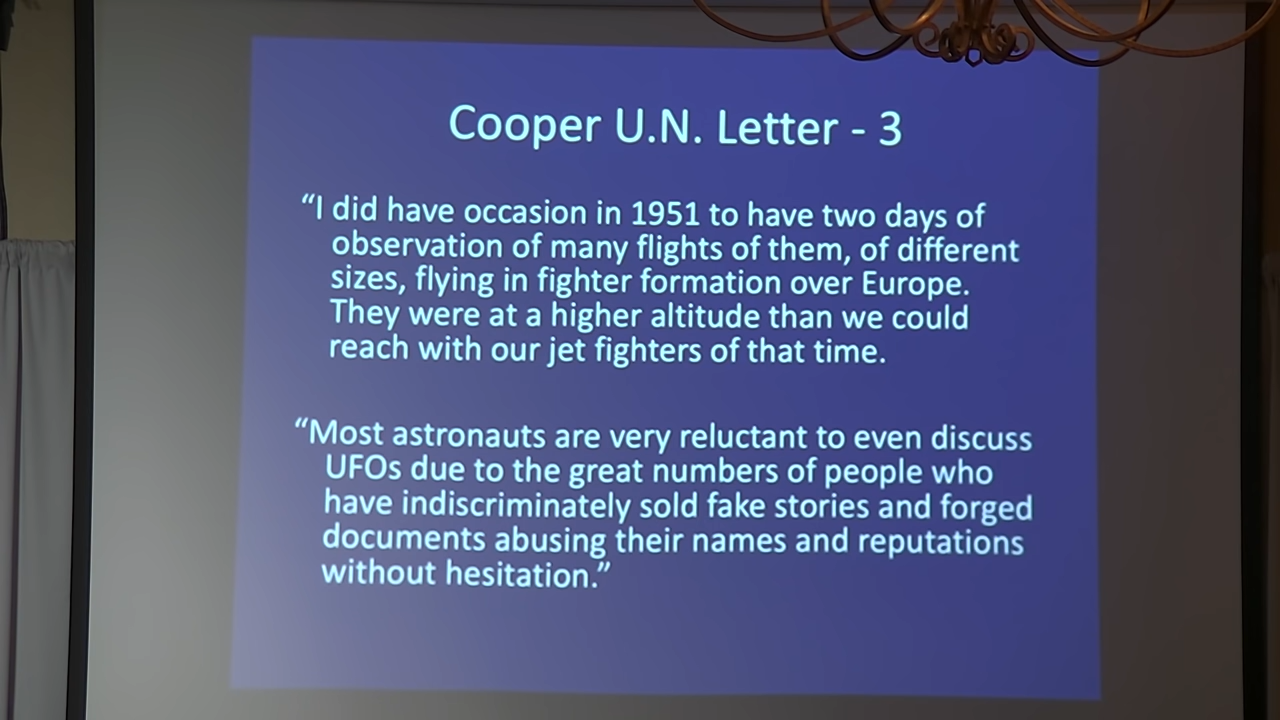 Cooper U.N. Letter - 3
“I did have occasion in 1951 to have two days of
observation of many flights of them, of different
sizes, flying in fighter formation over Europe.
They were at a higher altitude than we could
reach with our jet fighters of that time.
“Most astronauts are very reluctant to even discuss
UFOs due to the great numbers of people who
have indiscriminately sold fake stories and forged
documents abusing their names and reputations
without hesitation.”